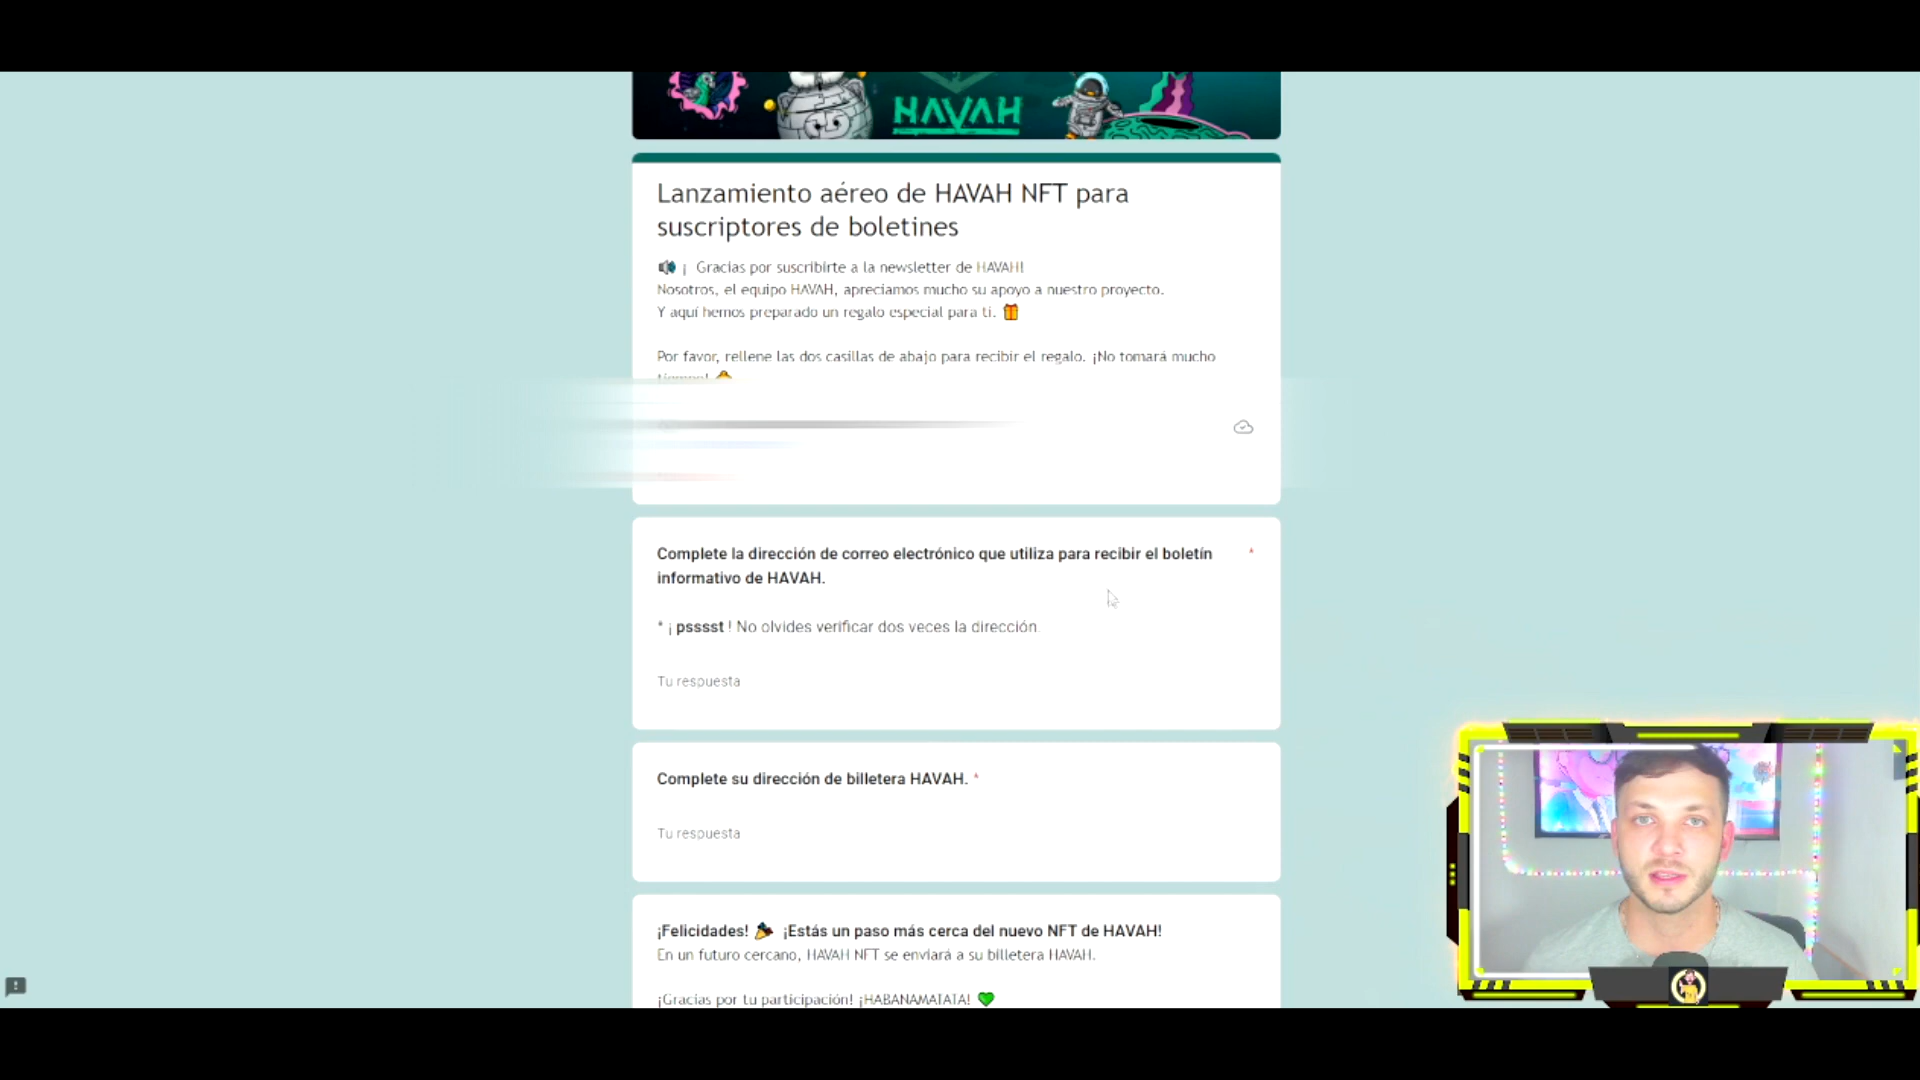 HAVAH
Lanzamiento aéreo de HAVAH NFT para
suscriptores de boletines
¡ Gracias por suscribirte a la newsletter de HAVAH!
Nosotros, el equipo HAVAH, apreciamos mucho su apoyo a nuestro proyecto.
Y aquí hemos preparado un regalo especial para ti. 🎁
Por favor, rellene las dos casillas de abajo para recibir el regalo. ¡No tomará mucho
Complete la dirección de correo electrónico que utiliza para recibir el boletín *
informativo de HAVAH.
* ¡ psssst ! No olvides verificar dos veces la dirección.
Tu respuesta
Complete su dirección de billetera HAVAH. *
Tu respuesta
¡Felicidades! 🎉 ¡Estás un paso más cerca del nuevo NFT de HAVAH!
En un futuro cercano, HAVAH NFT se enviará a su billetera HAVAH.
¡Gracias por tu participación! ¡HABANAMATATA! 💚